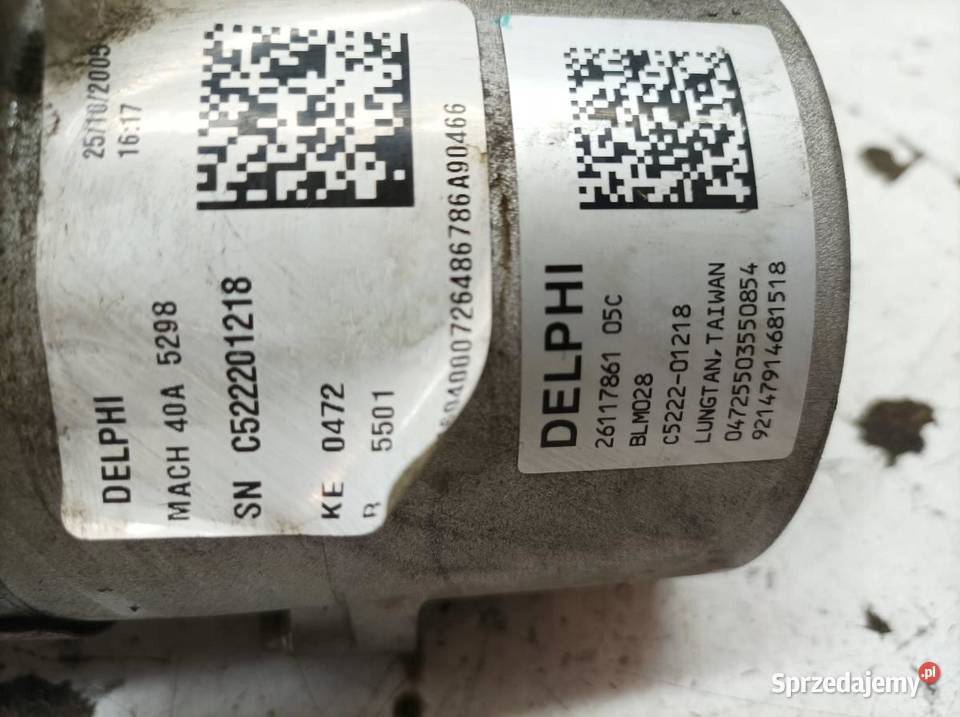 25/10/2005
16:17
DELPHI
MACH 40A 5298
SN C522201218
KE 0472
R 5501
DELPHI
26117861 05C
BLM028
C5222-01218
LUNGTAN,TAIWAN
04725503550854
92147914681518
Sprzedajemy.pl